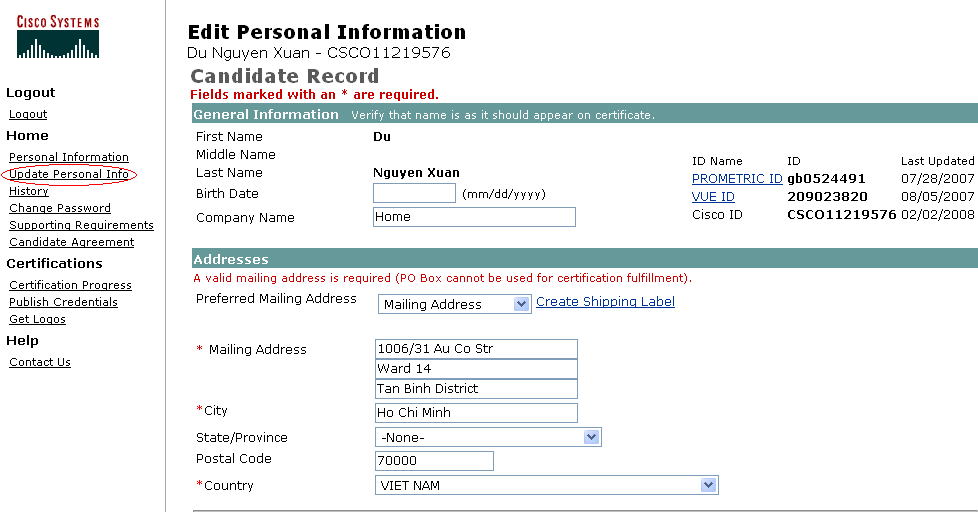 CISCO SYSTEMS
Logout
Logout
Home
Personal Information
Update Personal Info
History
Change Password
Supporting Requirements
Candidate Agreement
Certifications
Certification Progress
Publish Credentials
Get Logos
Help
Contact Us
Edit Personal Information
Du Nguyen Xuan - CSCO11219576
Candidate Record
Fields marked with an * are required.
General Information Verify that name is as it should appear on certificate.
First Name Du
Middle Name
Last Name Nguyen Xuan
Birth Date (mm/dd/yyyy)
Company Name Home
ID Name ID Last Updated
PROMETRIC ID gb0524491 07/28/2007
VUE ID 209023820 08/05/2007
Cisco ID CSCO11219576 02/02/2008
Addresses
A valid mailing address is required (PO Box cannot be used for certification fulfillment).
Preferred Mailing Address Mailing Address Create Shipping Label
* Mailing Address 1006/31 Au Co Str
Ward 14
Tan Binh District
*City Ho Chi Minh
State/Province -None-
Postal Code 70000
*Country VIET NAM